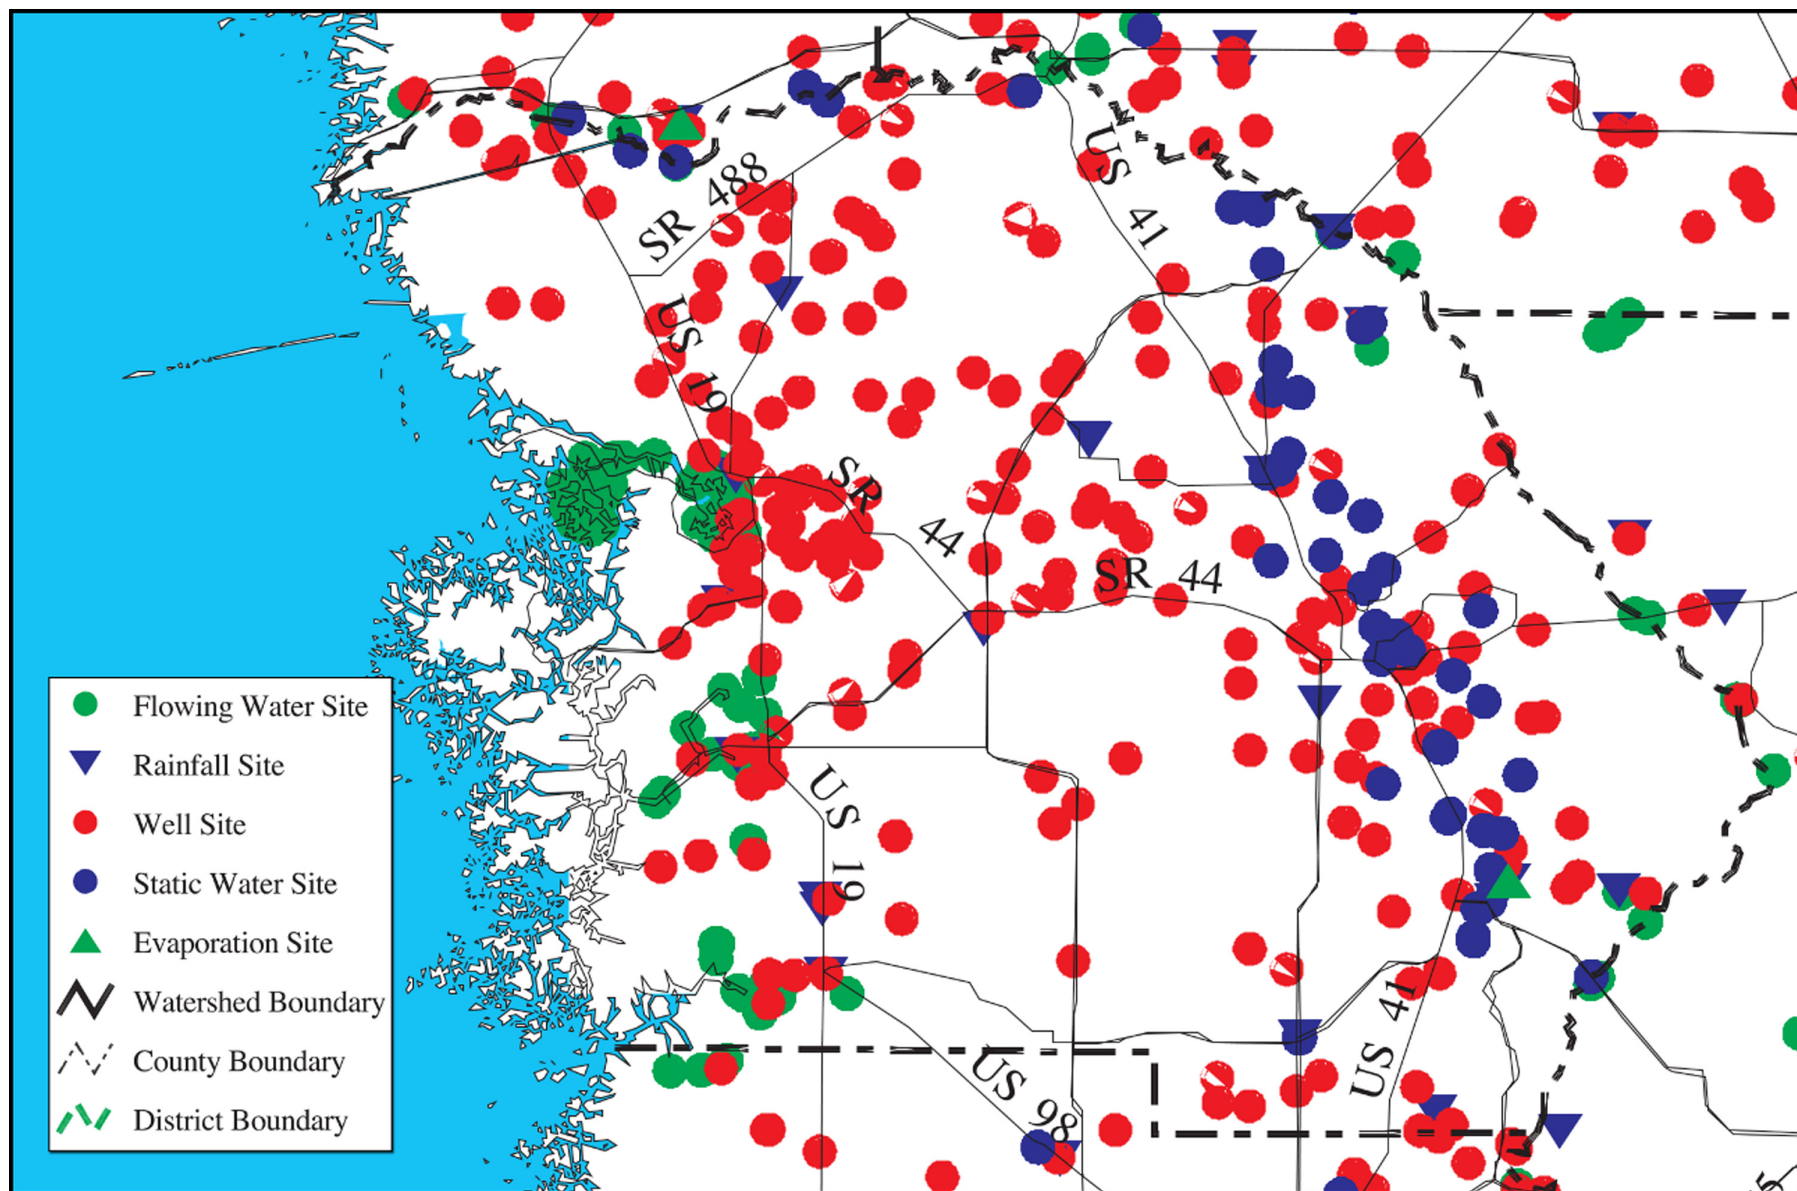 SR 488
US 41
US 19
SR 44
SR 44
US 19
US 41
US 98
Flowing Water Site
Rainfall Site
Well Site
Static Water Site
Evaporation Site
Watershed Boundary
County Boundary
District Boundary